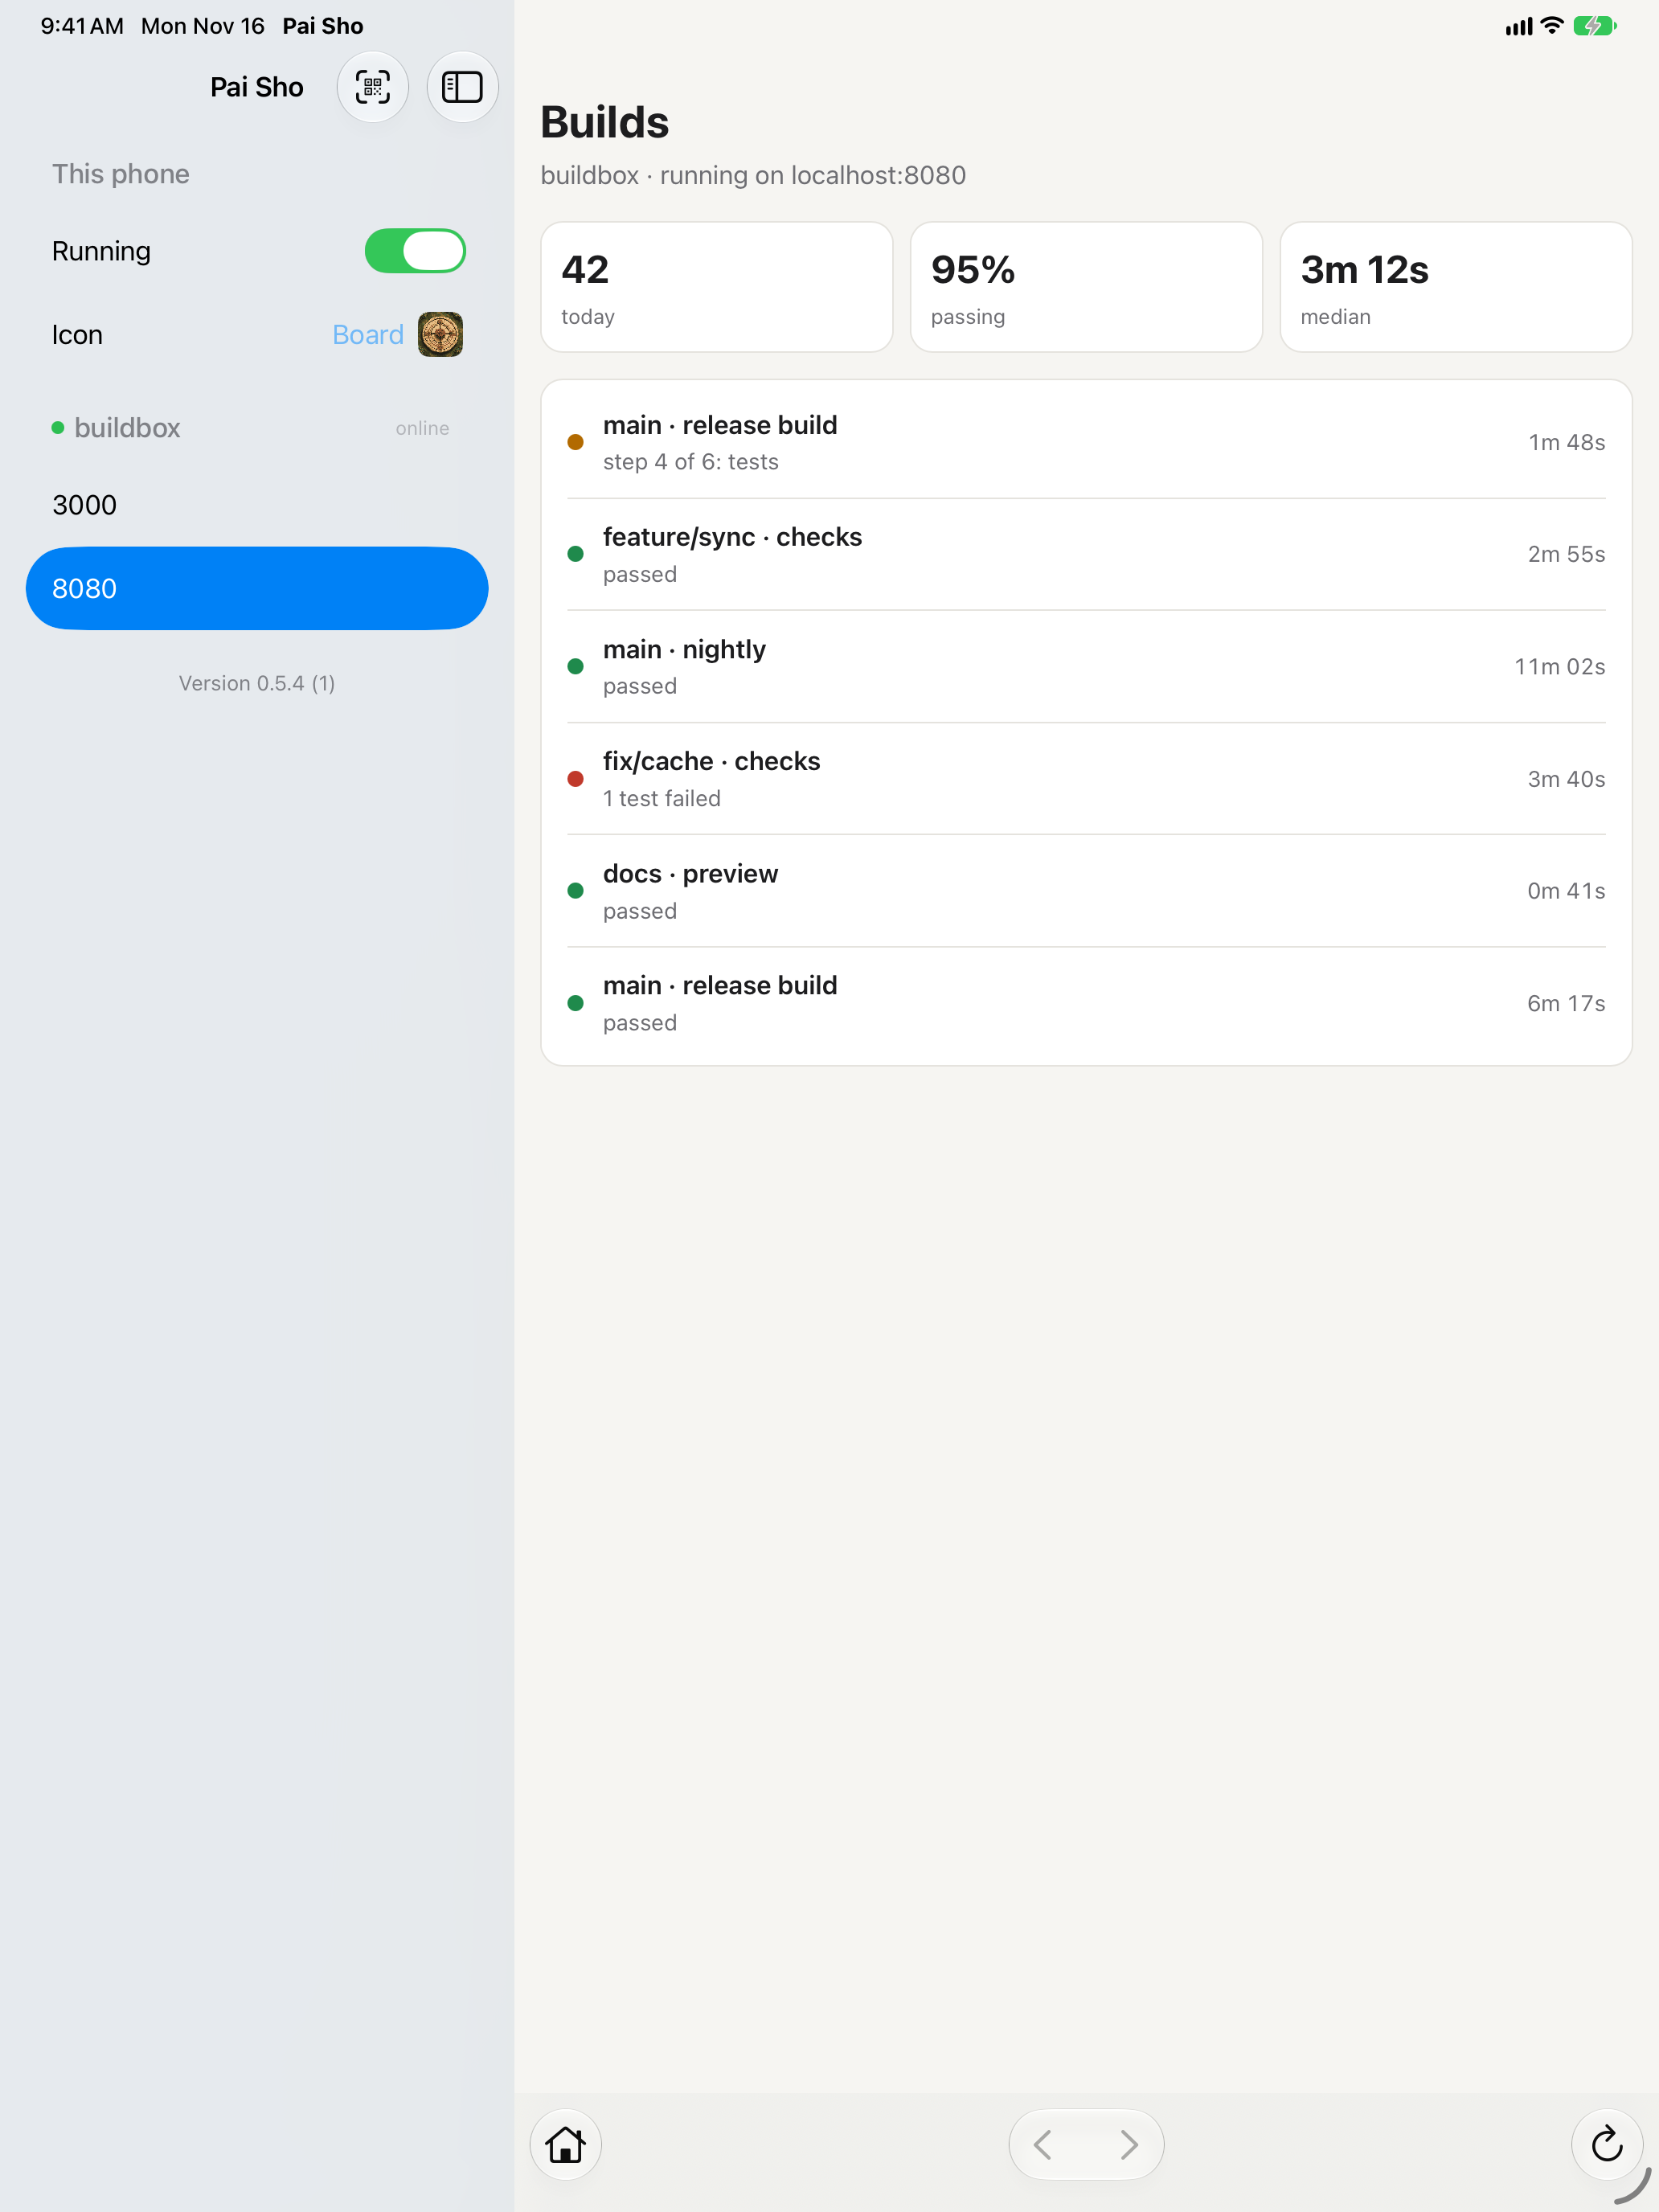 9:41 AM Mon Nov 16 Pai Sho
Pai Sho
This phone
Running
Icon Board
buildbox online
3000
8080
Version 0.5.4 (1)
Builds
buildbox · running on localhost:8080
42
today
95%
passing
3m 12s
median
main · release build
step 4 of 6: tests
1m 48s
feature/sync · checks
passed
2m 55s
main · nightly
passed
11m 02s
fix/cache · checks
1 test failed
3m 40s
docs · preview
passed
0m 41s
main · release build
passed
6m 17s